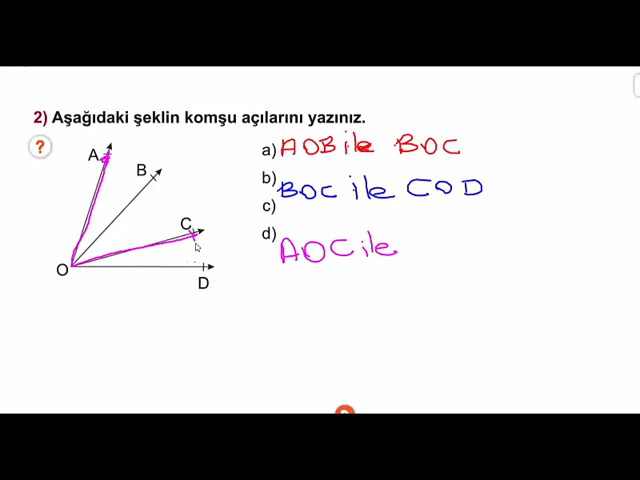 2) Aşağıdaki şeklin komşu açılarını yazınız.
?
A
B
C
O
D
a) AOB ile BOC
b) BOC ile COD
c)
d) AOC ile